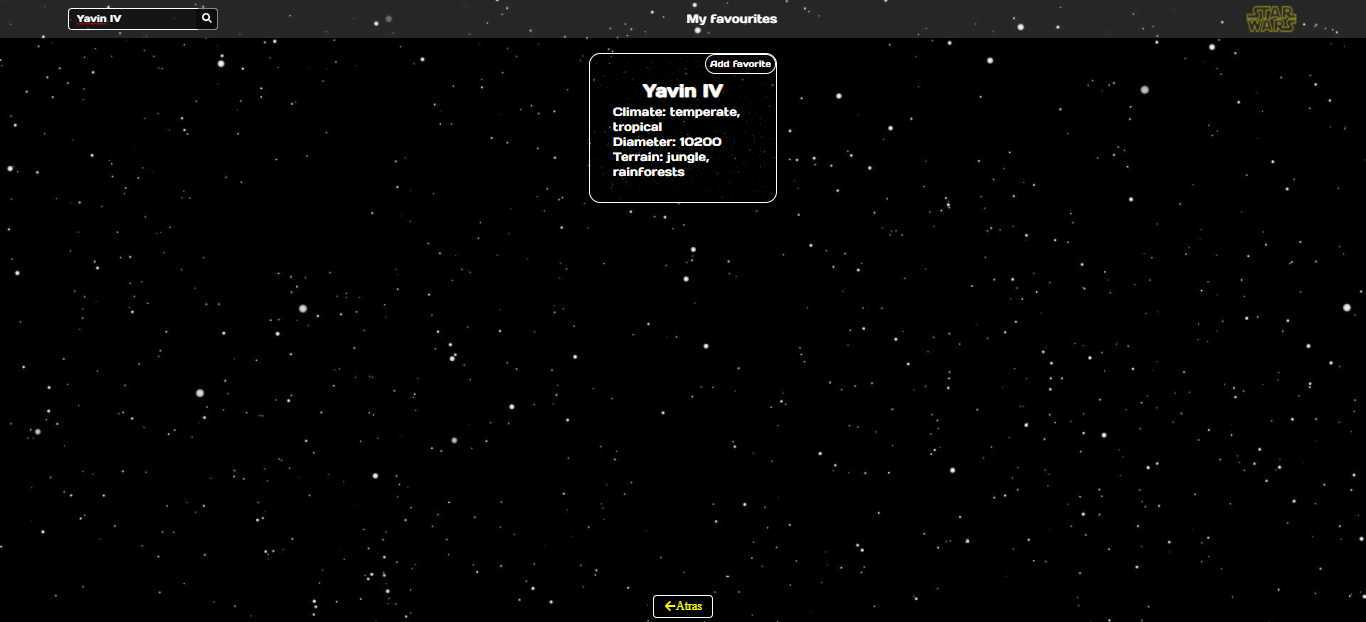 Yavin IV
My favourites
STAR
WARS
Add favorite
Yavin IV
Climate: temperate,
tropical
Diameter: 10200
Terrain: jungle,
rainforests
Atras